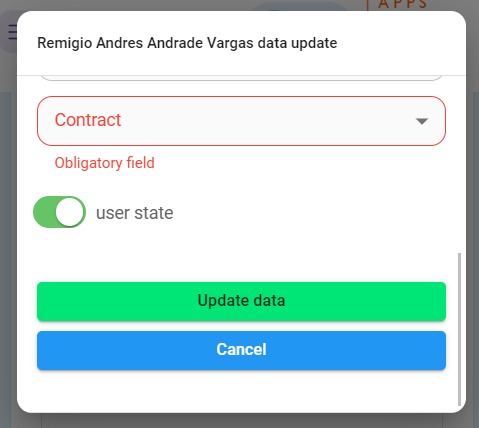 APPS
Remigio Andres Andrade Vargas data update
Contract
Obligatory field
user state
Update data
Cancel